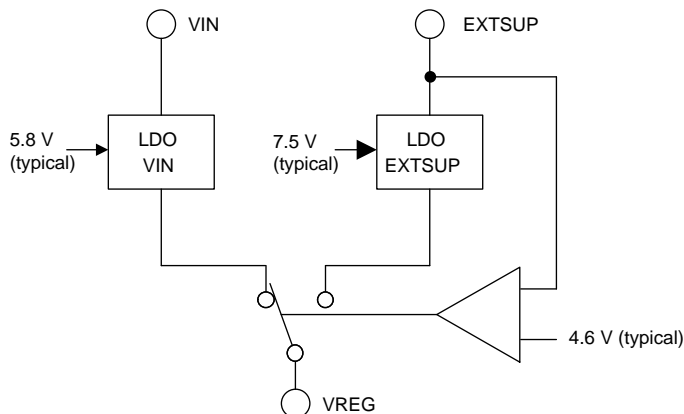 VIN
EXTSUP
5.8 V
(typical)
LDO
VIN
7.5 V
(typical)
LDO
EXTSUP
4.6 V (typical)
VREG